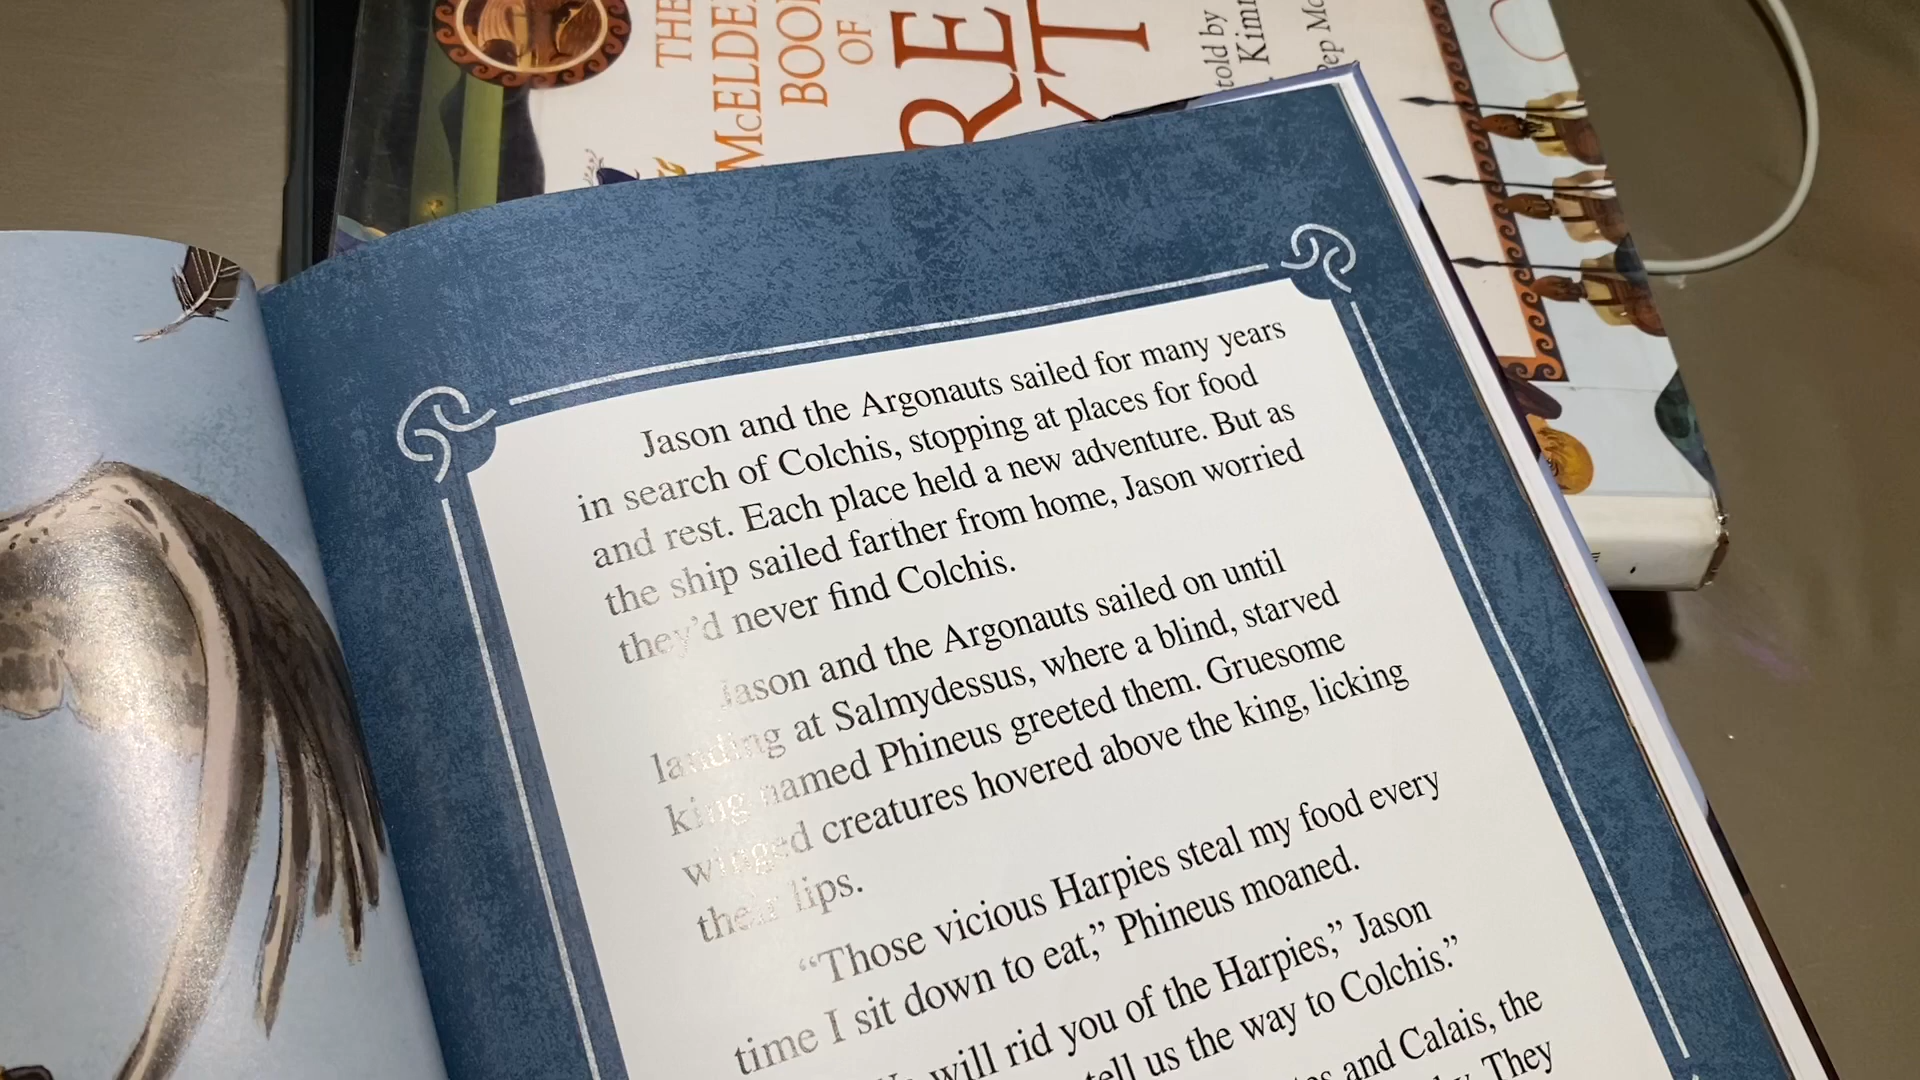 THE
McELDE
BOO
OF
RE
YT
told by
Kimm
Pep Mc
Jason and the Argonauts sailed for many years
in search of Colchis, stopping at places for food
and rest. Each place held a new adventure. But as
the ship sailed farther from home, Jason worried
they'd never find Colchis.
Jason and the Argonauts sailed on until
landing at Salmydessus, where a blind, starved
king named Phineus greeted them. Gruesome
winged creatures hovered above the king, licking
their lips.
“Those vicious Harpies steal my food every
time I sit down to eat,” Phineus moaned.
will rid you of the Harpies,” Jason
tell us the way to Colchis.”
and Calais, the
They